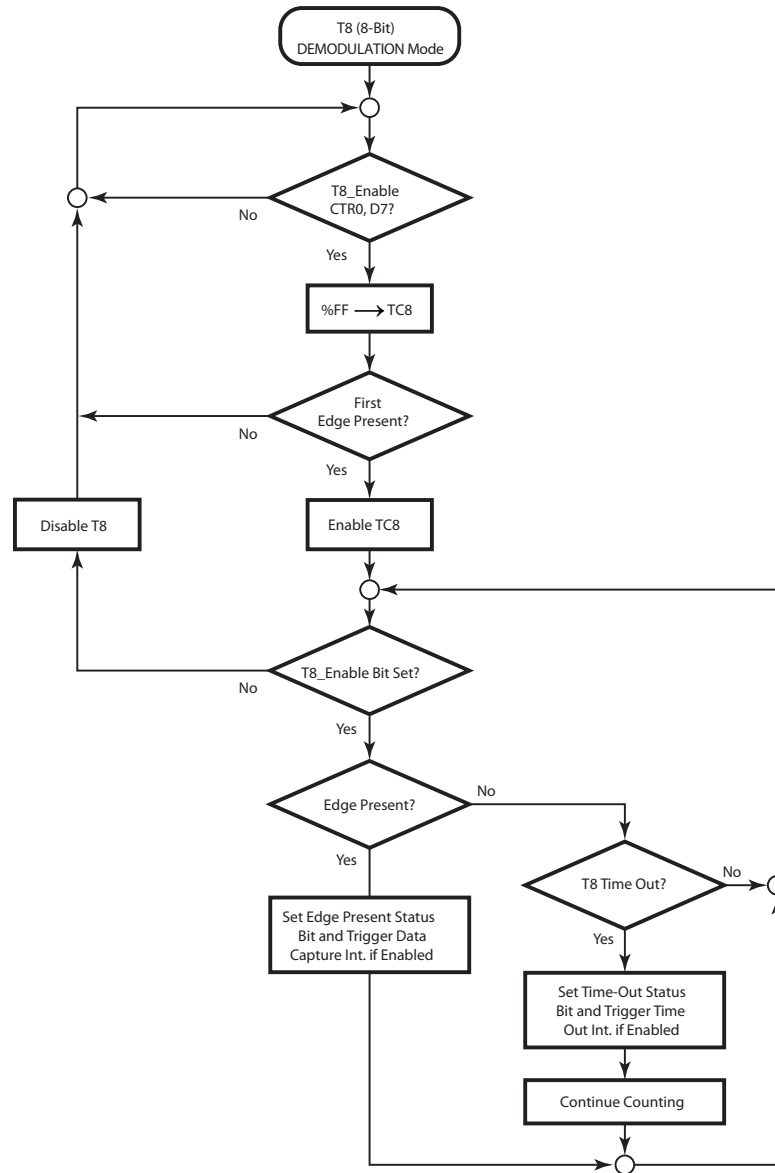 T8 (8-Bit)
DEMODULATION Mode
T8_Enable
CTR0, D7?
No
Yes
%FF → TC8
First
Edge Present?
No
Yes
Disable T8
Enable TC8
T8_Enable Bit Set?
No
Yes
Edge Present?
No
Yes
T8 Time Out?
No
Yes
Set Edge Present Status
Bit and Trigger Data
Capture Int. if Enabled
Set Time-Out Status
Bit and Trigger Time
Out Int. if Enabled
Continue Counting